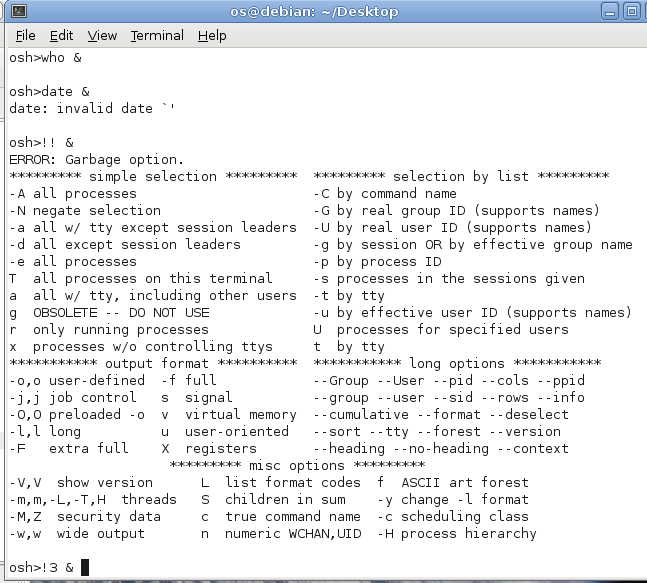 os@debian: ~/Desktop
File Edit View Terminal Help
osh>who &
osh>date &
date: invalid date `'
osh>!! &
ERROR: Garbage option.
********* simple selection *********  ********* selection by list *********
-A all processes                      -C by command name
-N negate selection                   -G by real group ID (supports names)
-a all w/ tty except session leaders  -U by real user ID (supports names)
-d all except session leaders         -g by session OR by effective group name
-e all processes                      -p by process ID
T  all processes on this terminal     -s processes in the sessions given
a  all w/ tty, including other users  -t by tty
g  OBSOLETE -- DO NOT USE             -u by effective user ID (supports names)
r  only running processes             U  processes for specified users
x  processes w/o controlling ttys     t  by tty
*********** output format **********  *********** long options ***********
-o,o user-defined  -f full            --Group --User --pid --cols --ppid
-j,j job control   s  signal          --group --user --sid --rows --info
-O,O preloaded -o  v  virtual memory  --cumulative --format --deselect
-l,l long          u  user-oriented   --sort --tty --forest --version
-F   extra full    X  registers       --heading --no-heading --context
                    ********* misc options *********
-V,V  show version      L  list format codes  f  ASCII art forest
-m,m,-L,-T,H  threads   S  children in sum    -y change -l format
-M,Z  security data     c  true command name  -c scheduling class
-w,w  wide output       n  numeric WCHAN,UID  -H process hierarchy
osh>!3 &